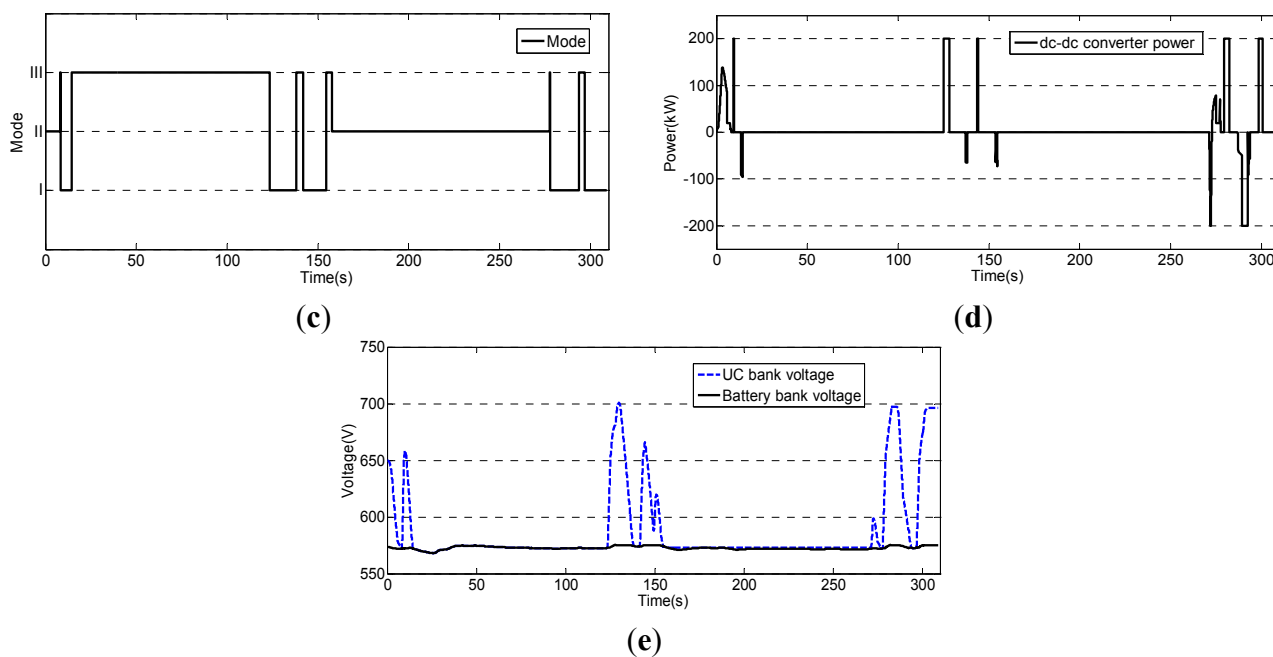 Mode
III
II
I
Mode
0 50 100 150 200 250 300
Time(s)
(c)
dc-dc converter power
200
100
0
-100
-200
Power(kW)
0 50 100 150 200 250 300
Time(s)
(d)
750
700
650
600
550
Voltage(V)
UC bank voltage
Battery bank voltage
0 50 100 150 200 250 300
Time(s)
(e)